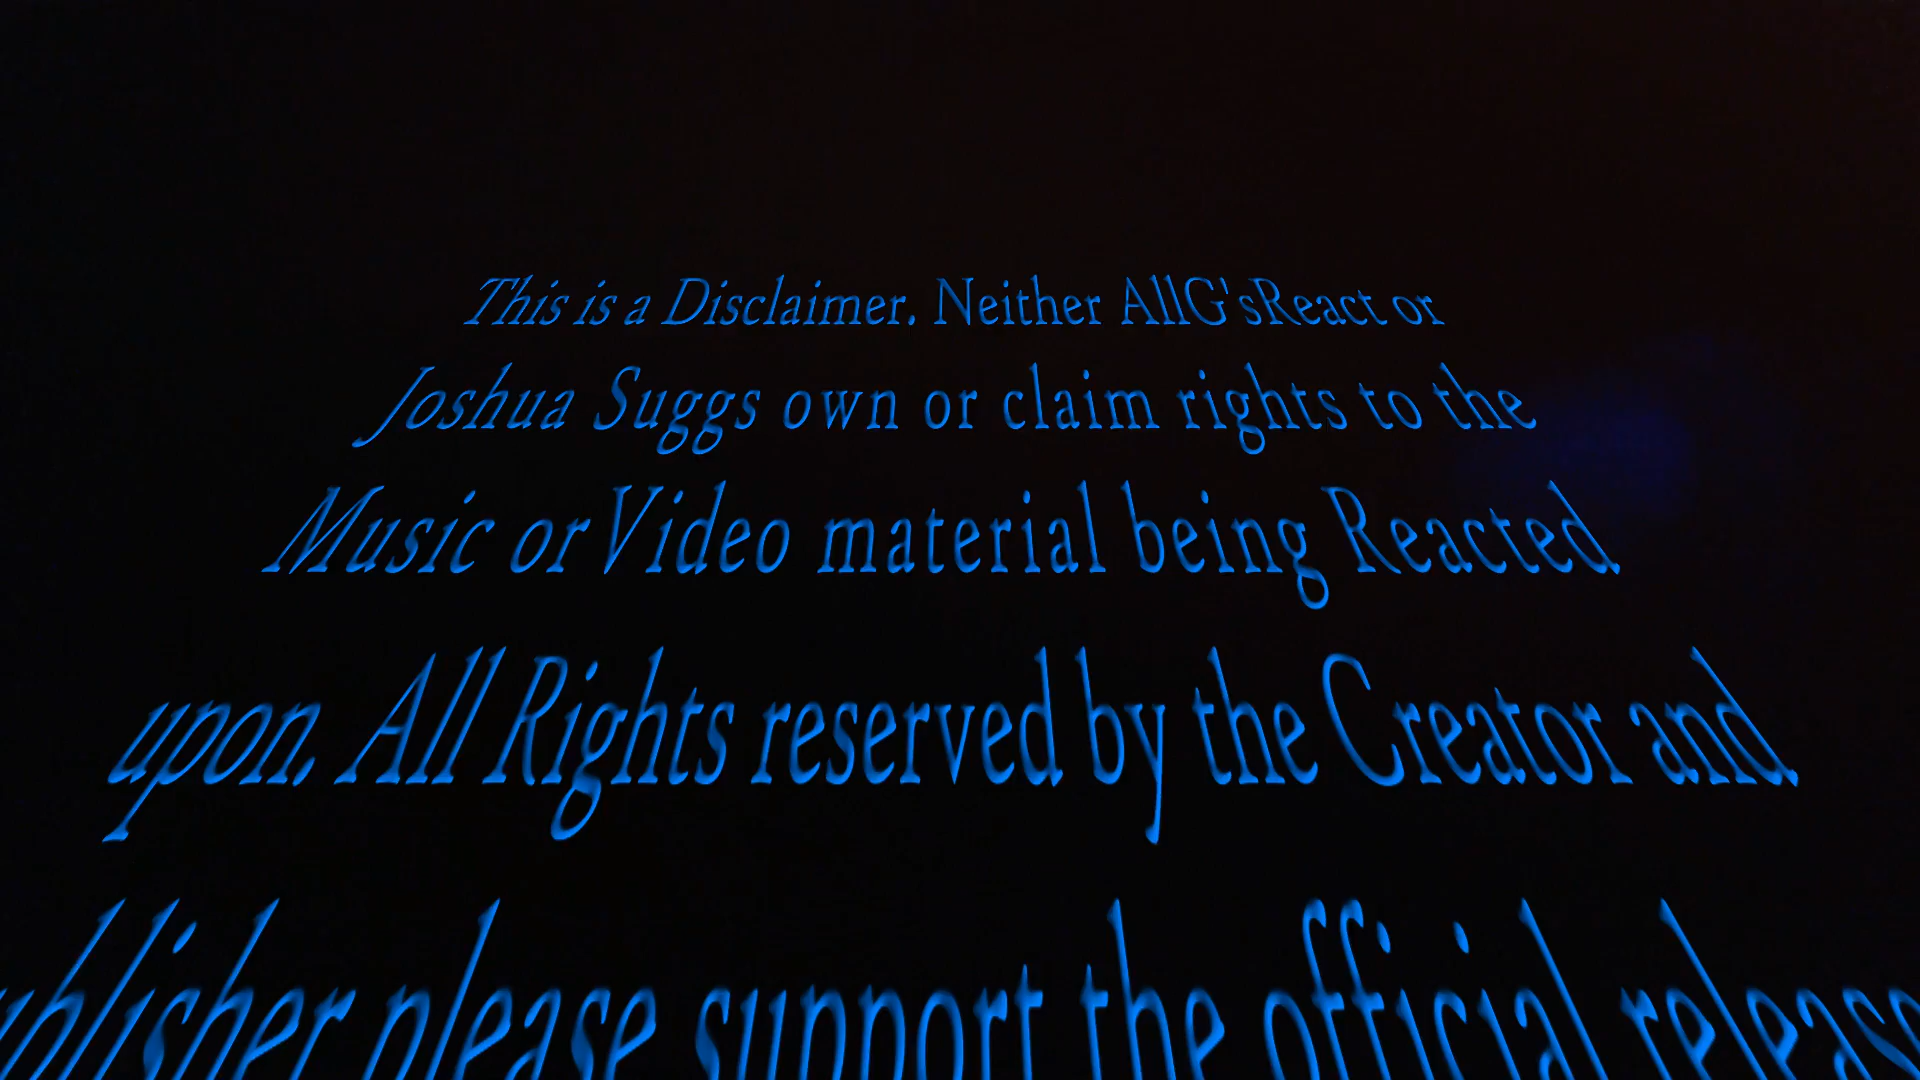 This is a Disclaimer. Neither AllG'sReact or
Joshua Suggs own or claim rights to the
Music or Video material being Reacted
upon. All Rights reserved by the Creator and
please support the official